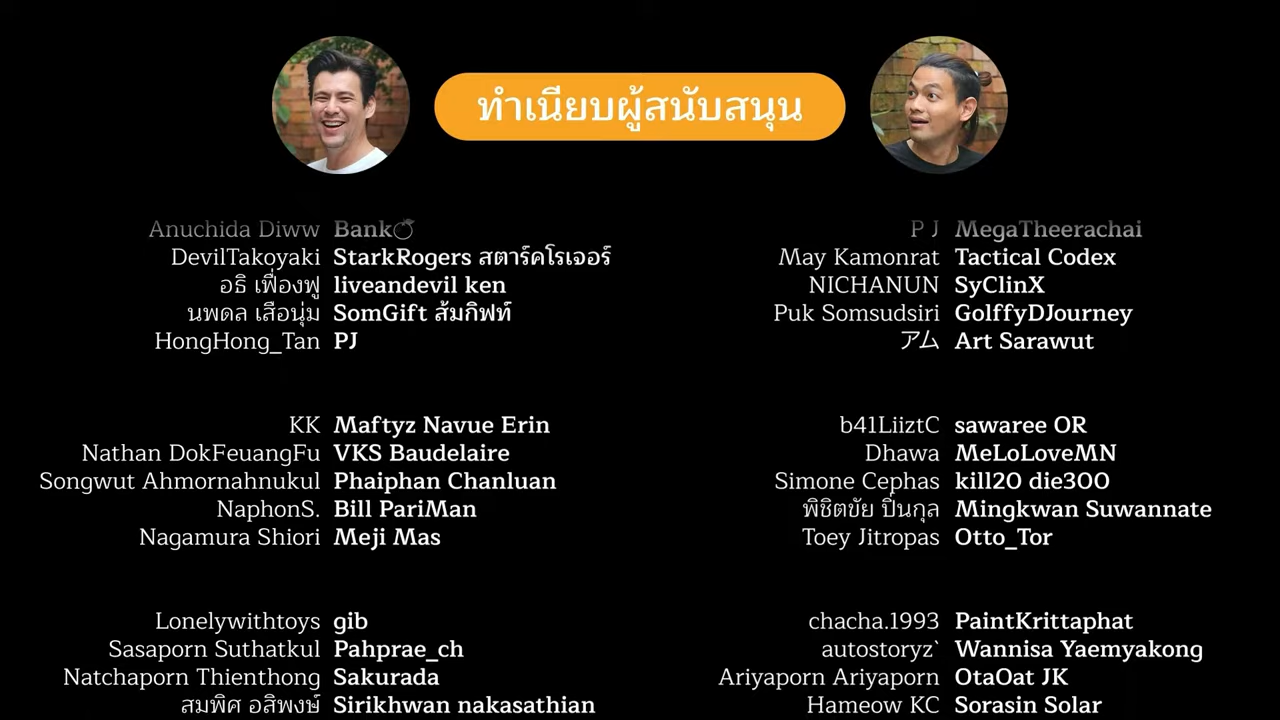 ทำเนียบผู้สนับสนุน
Anuchida Diww Bank
P J MegaTheerachai
DevilTakoyaki StarkRogers สตาร์คโรเจอร์
May Kamonrat Tactical Codex
อธิ เฟื่องฟู liveandevil ken
NICHANUN SyClinX
นพดล เสือนุ่ม SomGift ส้มกิฟท์
Puk Somsudsiri GolffyDJourney
HongHong_Tan PJ
アム Art Sarawut
KK Maftyz Navue Erin
b41LiiztC sawaree OR
Nathan DokFeuangFu VKS Baudelaire
Dhawa MeLoLoveMN
Songwut Ahmornahnukul Phaiphan Chanluan
Simone Cephas kill20 die300
NaphonS. Bill PariMan
พิชิตขัย ปิ่นกุล Mingkwan Suwannate
Nagamura Shiori Meji Mas
Toey Jitropas Otto_Tor
Lonelywithtoys gib
chacha.1993 PaintKrittaphat
Sasaporn Suthatkul Pahprae_ch
autostoryz` Wannisa Yaemyakong
Natchaporn Thienthong Sakurada
Ariyaporn Ariyaporn OtaOat JK
สมพิศ อสิพงษ์ Sirikhwan nakasathian
Hameow KC Sorasin Solar